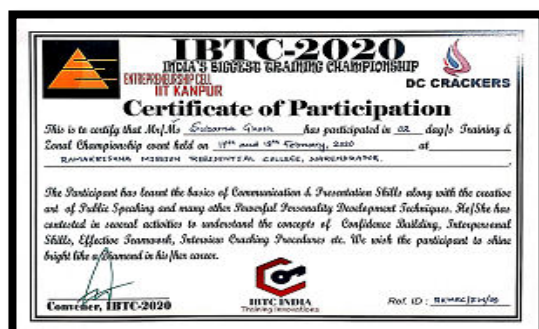 IBTC-2020
INDIA'S BIGGEST TRAINING CHAMPIONSHIP
ENTREPRENEURSHIP CELL
IIT KANPUR
DC CRACKERS
Certificate of Participation
This is to certify that Mr/Ms has participated in 02 day/s Training &
Zonal Championship event held on and February, 2020 at
RAMAKRISHNA MISSION RESIDENTIAL COLLEGE, NARENDRAPUR.
The Participant has learnt the basics of Communication & Presentation Skills along with the creative
art of Public Speaking and many other Powerful Personality Development Techniques. He/She has
contested in several activities to understand the concepts of Confidence Building, Interpersonal
Skills, Effective Teamwork, Interview Cracking Procedures etc. We wish the participant to shine
bright like a Diamond in his/her career.
Convener, IBTC-2020
IBTC INDIA
Training Innovations
Ref. ID :